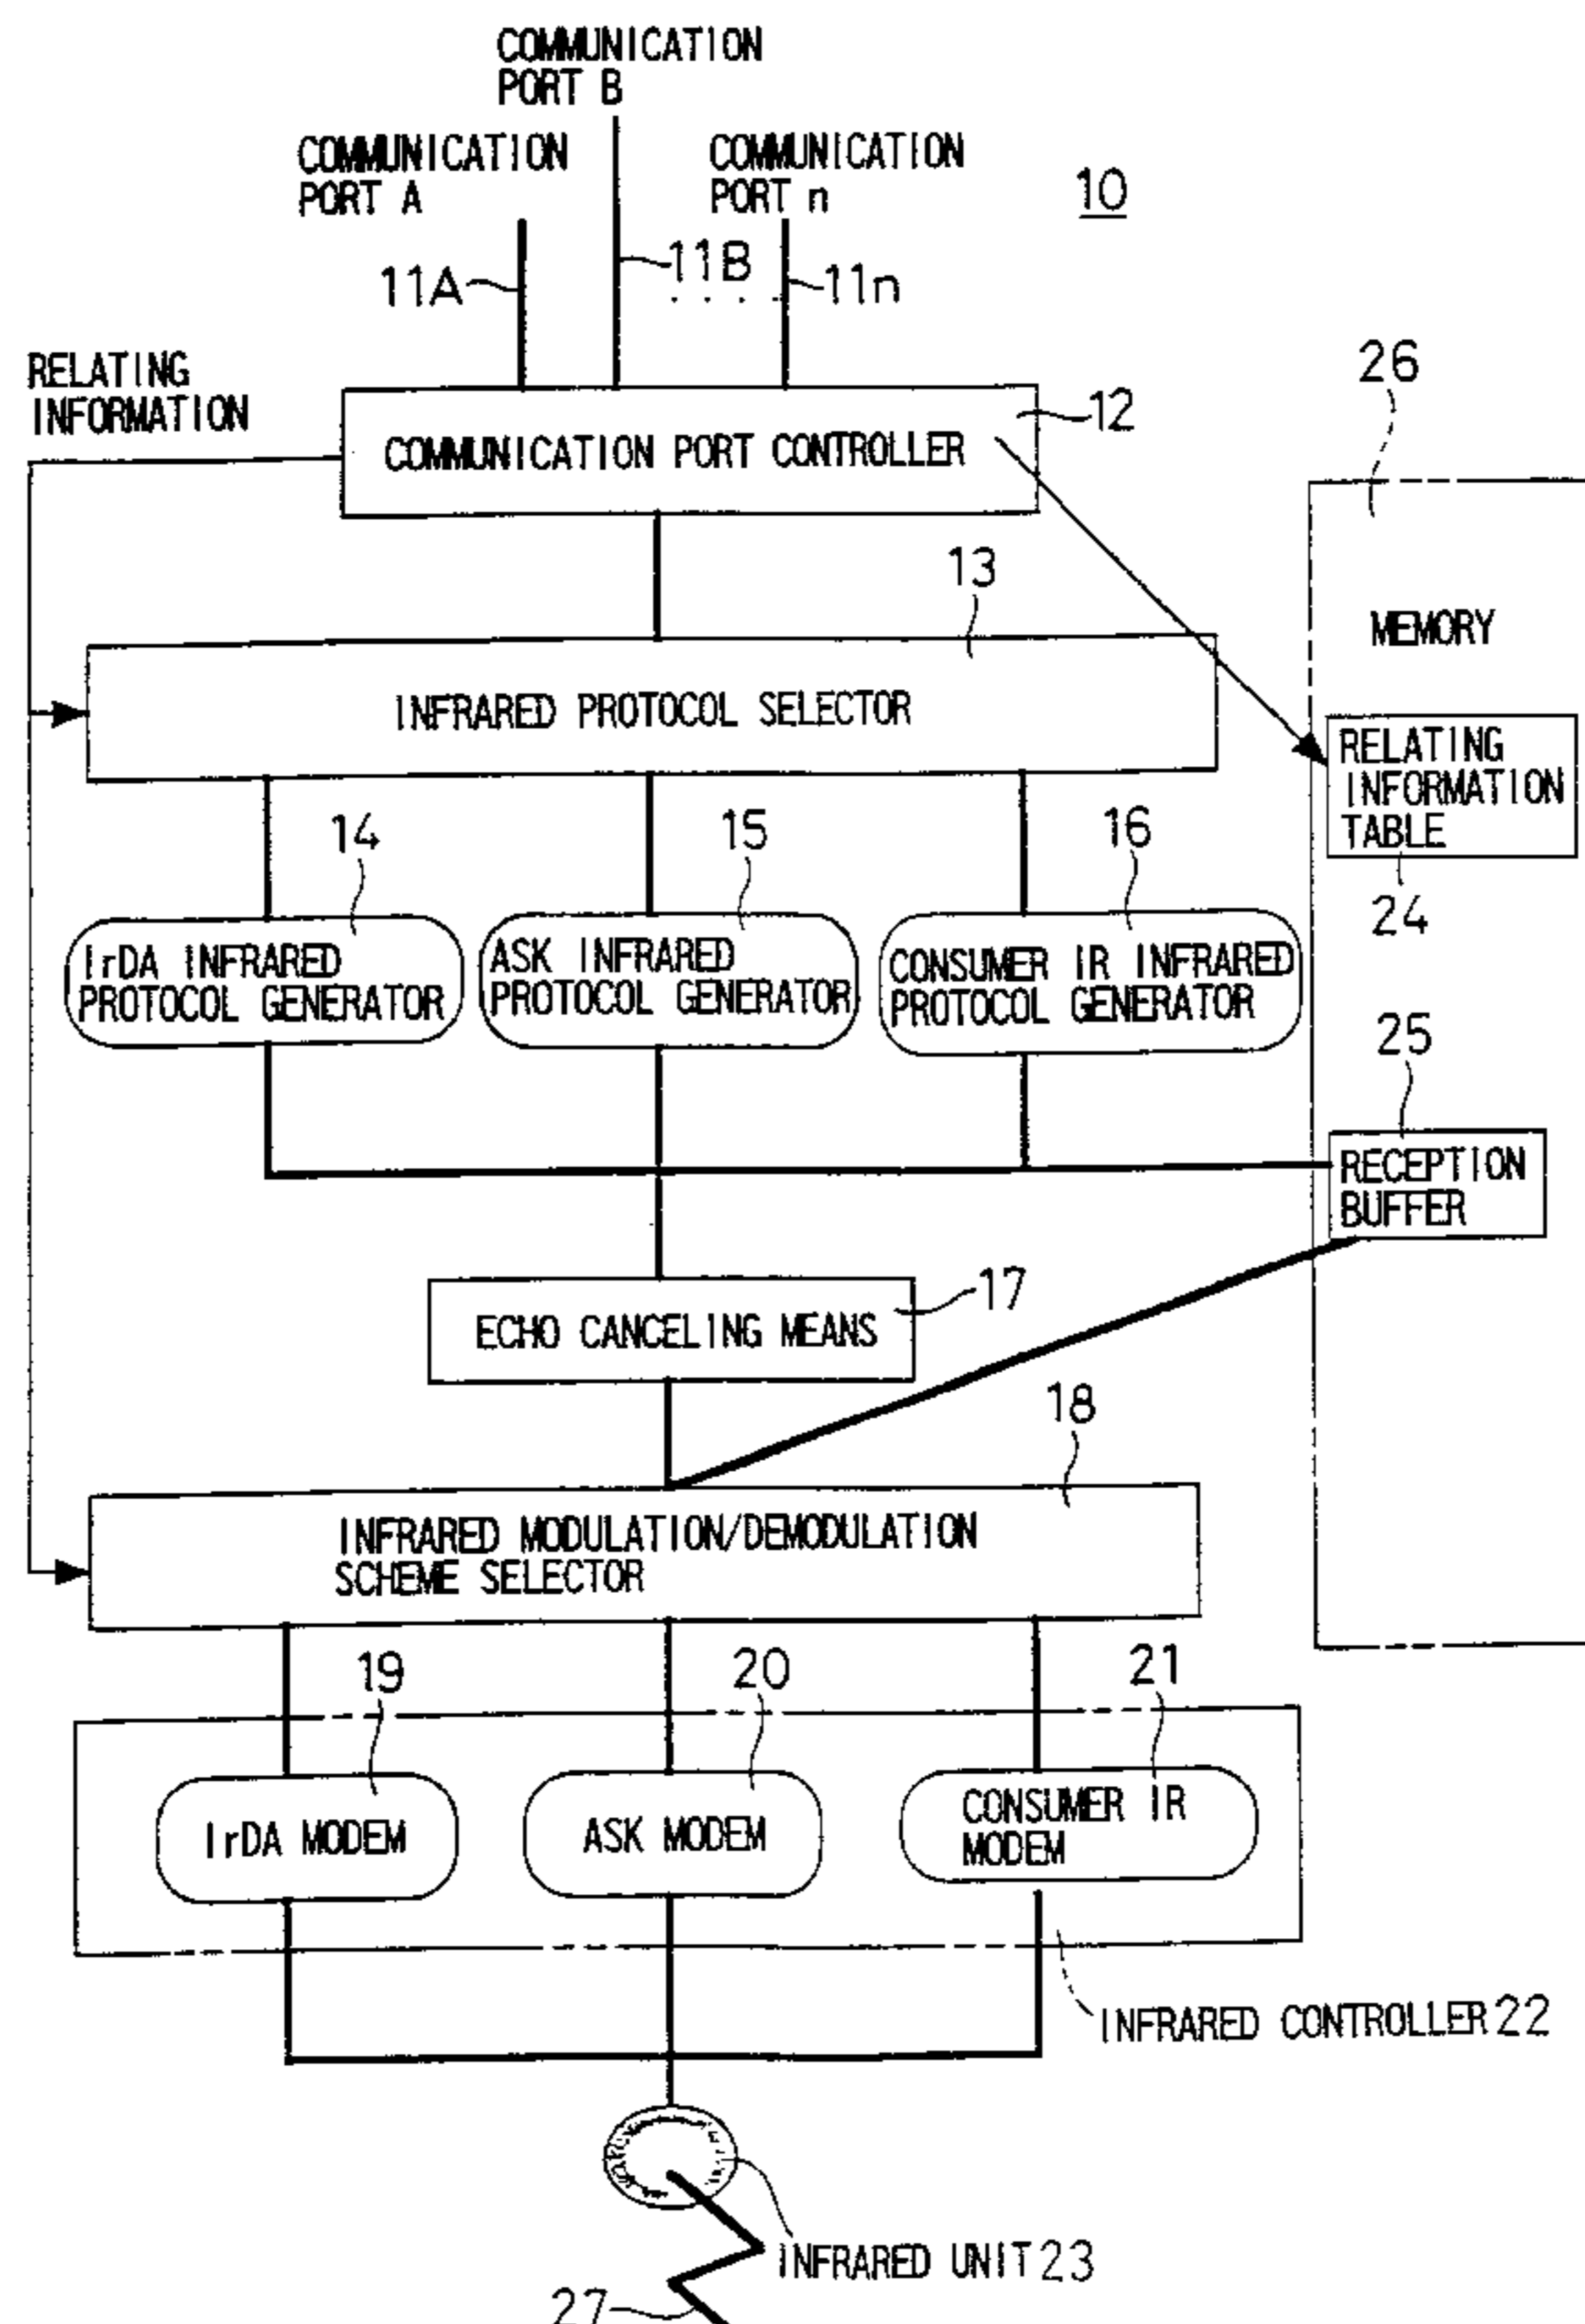 COMMUNICATION
PORT B
COMMUNICATION
PORT A
COMMUNICATION
PORT n
10
11A
11B
11n
RELATING
INFORMATION
12
COMMUNICATION PORT CONTROLLER
26
13
MEMORY
INFRARED PROTOCOL SELECTOR
RELATING
INFORMATION
TABLE
24
14
15
16
IrDA INFRARED
PROTOCOL GENERATOR
ASK INFRARED
PROTOCOL GENERATOR
CONSUMER IR INFRARED
PROTOCOL GENERATOR
25
RECEPTION
BUFFER
ECHO CANCELING MEANS
17
18
INFRARED MODULATION/DEMODULATION
SCHEME SELECTOR
19
20
21
IrDA MODEM
ASK MODEM
CONSUMER IR
MODEM
INFRARED CONTROLLER 22
INFRARED UNIT 23
27